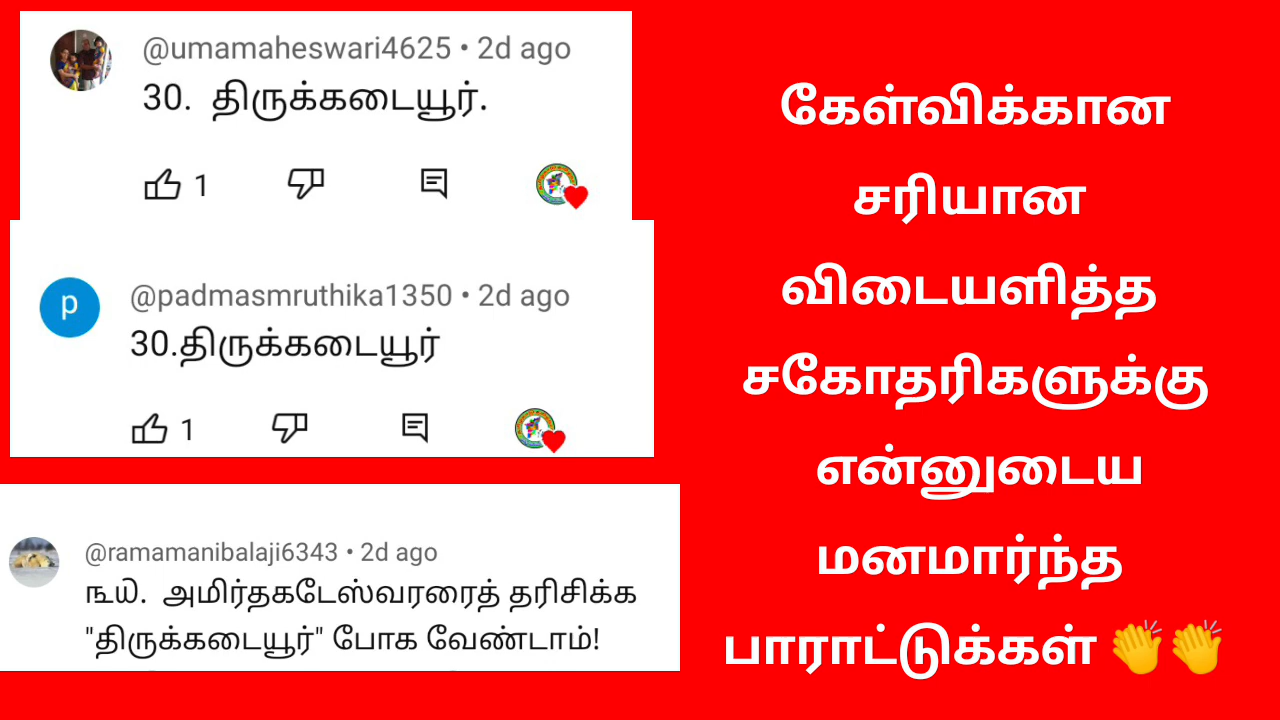 @umamaheswari4625 • 2d ago
30. திருக்கடையூர்.
1
p
@padmasmruthika1350 • 2d ago
30.திருக்கடையூர்
1
@ramamanibalaji6343 • 2d ago
௩௰. அமிர்தகடேஸ்வரரைத் தரிசிக்க
"திருக்கடையூர்" போக வேண்டாம்!
கேள்விக்கான
சரியான
விடையளித்த
சகோதரிகளுக்கு
என்னுடைய
மனமார்ந்த
பாராட்டுக்கள் 👏👏